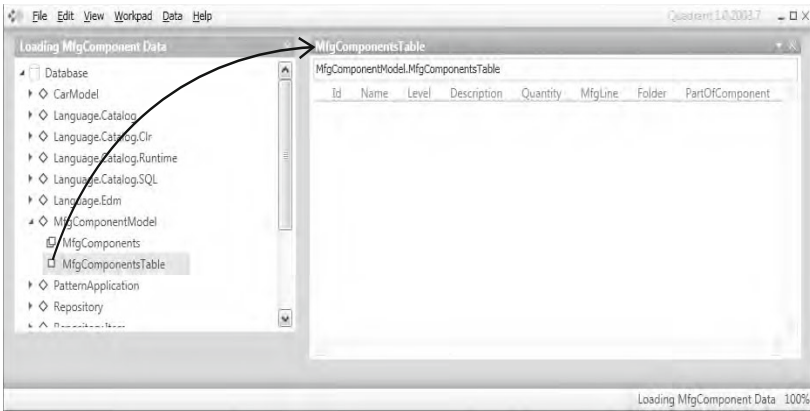 File Edit View Workpad Data Help
Quadrant 1.0.2003.7
Loading MfgComponent Data
Database
CarModel
Language.Catalog
Language.Catalog.Clr
Language.Catalog.Runtime
Language.Catalog.SQL
Language.Edm
MfgComponentModel
MfgComponents
MfgComponentsTable
PatternApplication
Repository
MfgComponentsTable
MfgComponentModel.MfgComponentsTable
Id Name Level Description Quantity MfgLine Folder PartOfComponent
Loading MfgComponent Data 100%